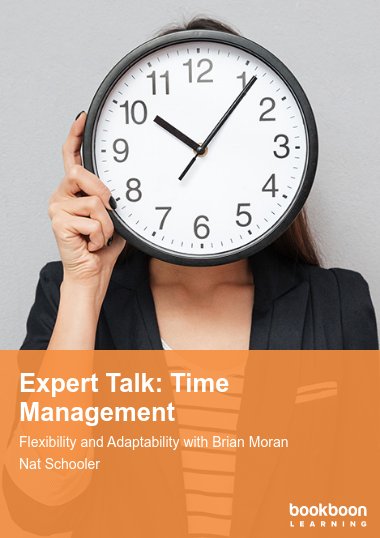 12
11 1
10 2
9 3
8 4
7 5
6
Expert Talk: Time
Management
Flexibility and Adaptability with Brian Moran
Nat Schooler
bookboon
LEARNING